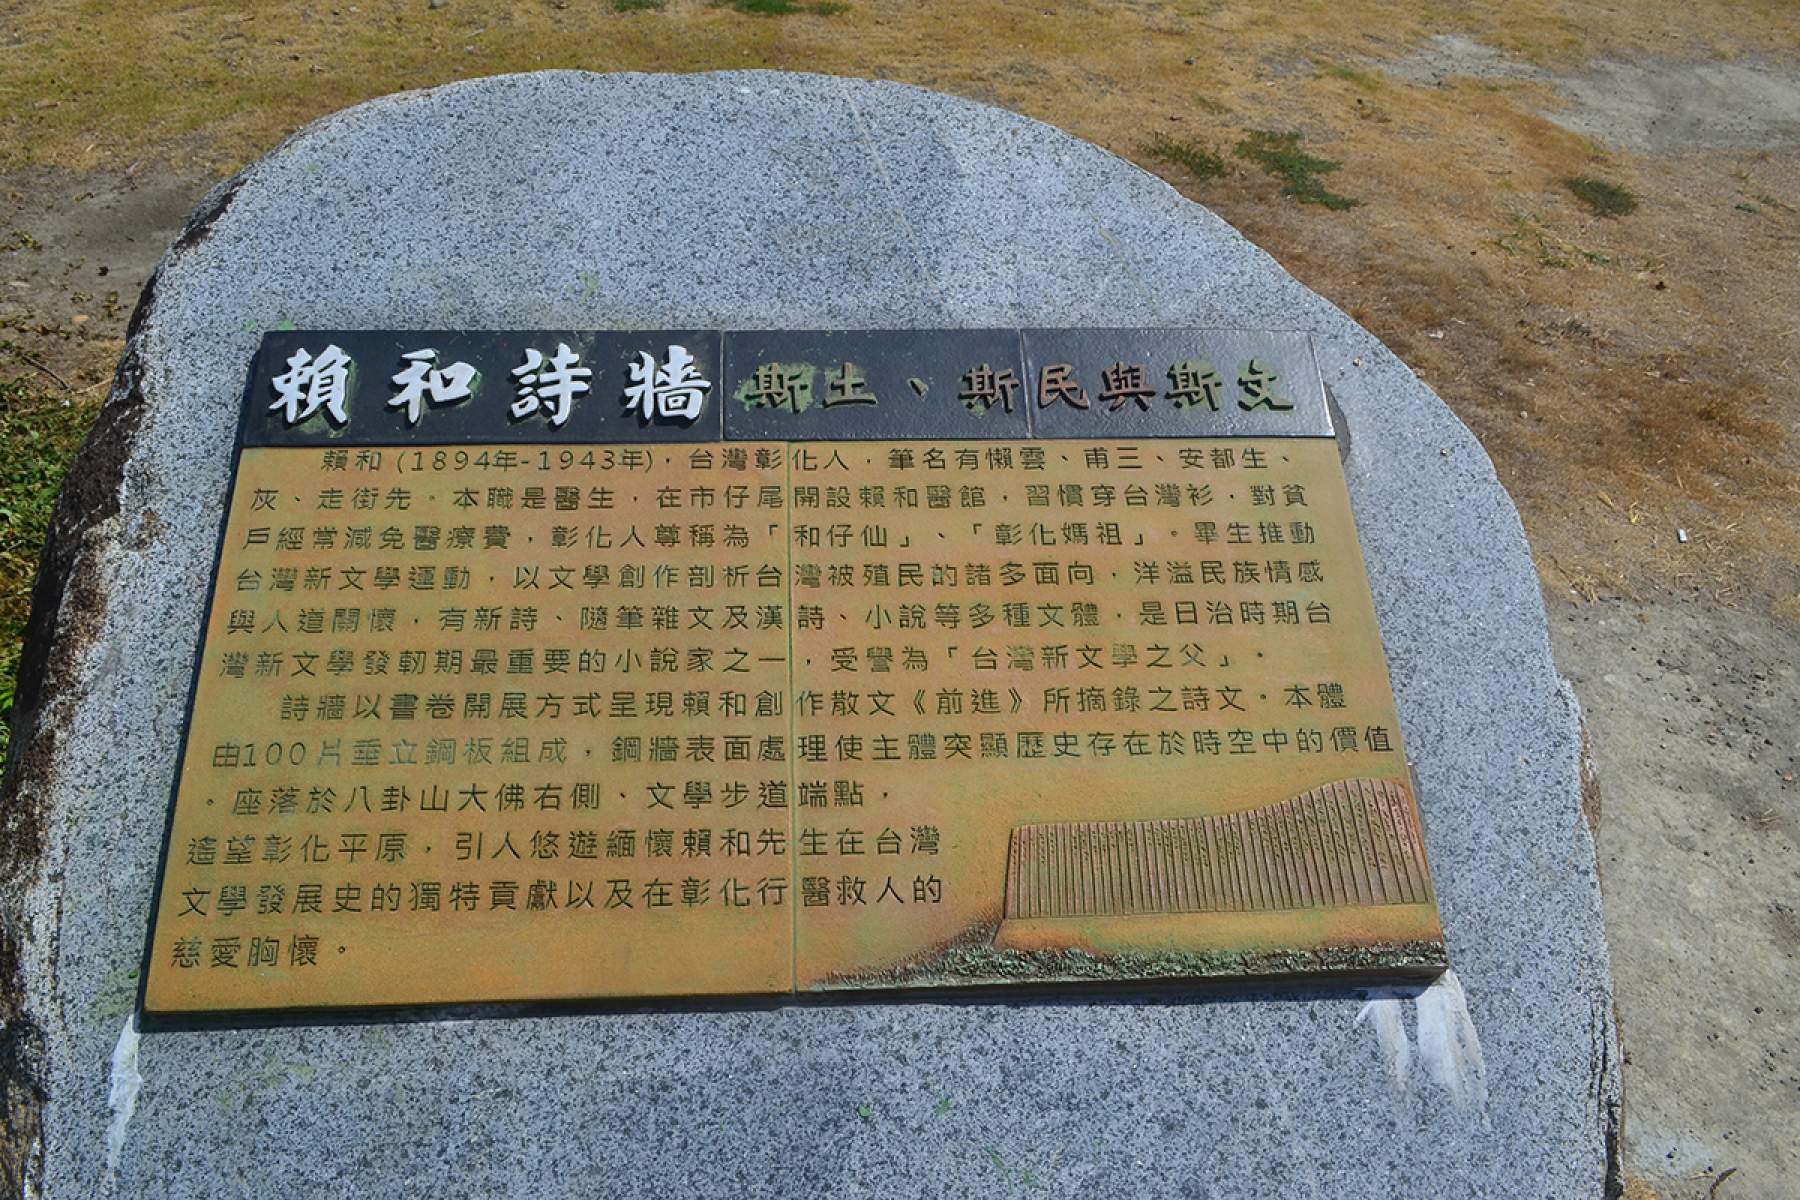 賴和詩牆 斯土、斯民與斯文
賴和(1894年-1943年)，台灣彰化人，筆名有懶雲、甫三、安都生、
灰、走街先。本職是醫生，在市仔尾開設賴和醫館，習慣穿台灣衫，對貧
戶經常減免醫療費，彰化人尊稱為「和仔仙」、「彰化媽祖」。畢生推動
台灣新文學運動，以文學創作剖析台灣被殖民的諸多面向，洋溢民族情感
與人道關懷，有新詩、隨筆雜文及漢詩、小說等多種文體，是日治時期台
灣新文學發軔期最重要的小說家之一，受譽為「台灣新文學之父」。
詩牆以書卷開展方式呈現賴和創作散文《前進》所摘錄之詩文。本體
由100片垂立鋼板組成，鋼牆表面處理使主體突顯歷史存在於時空中的價值
。座落於八卦山大佛右側、文學步道端點，
遙望彰化平原，引人悠遊緬懷賴和先生在台灣
文學發展史的獨特貢獻以及在彰化行醫救人的
慈愛胸懷。